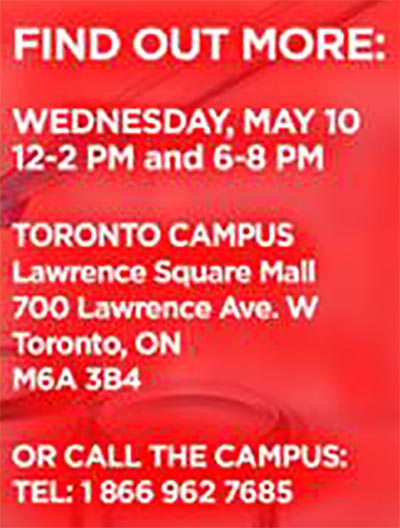 FIND OUT MORE:
WEDNESDAY, MAY 10
12-2 PM and 6-8 PM
TORONTO CAMPUS
Lawrence Square Mall
700 Lawrence Ave. W
Toronto, ON
M6A 3B4
OR CALL THE CAMPUS:
TEL: 1 866 962 7685